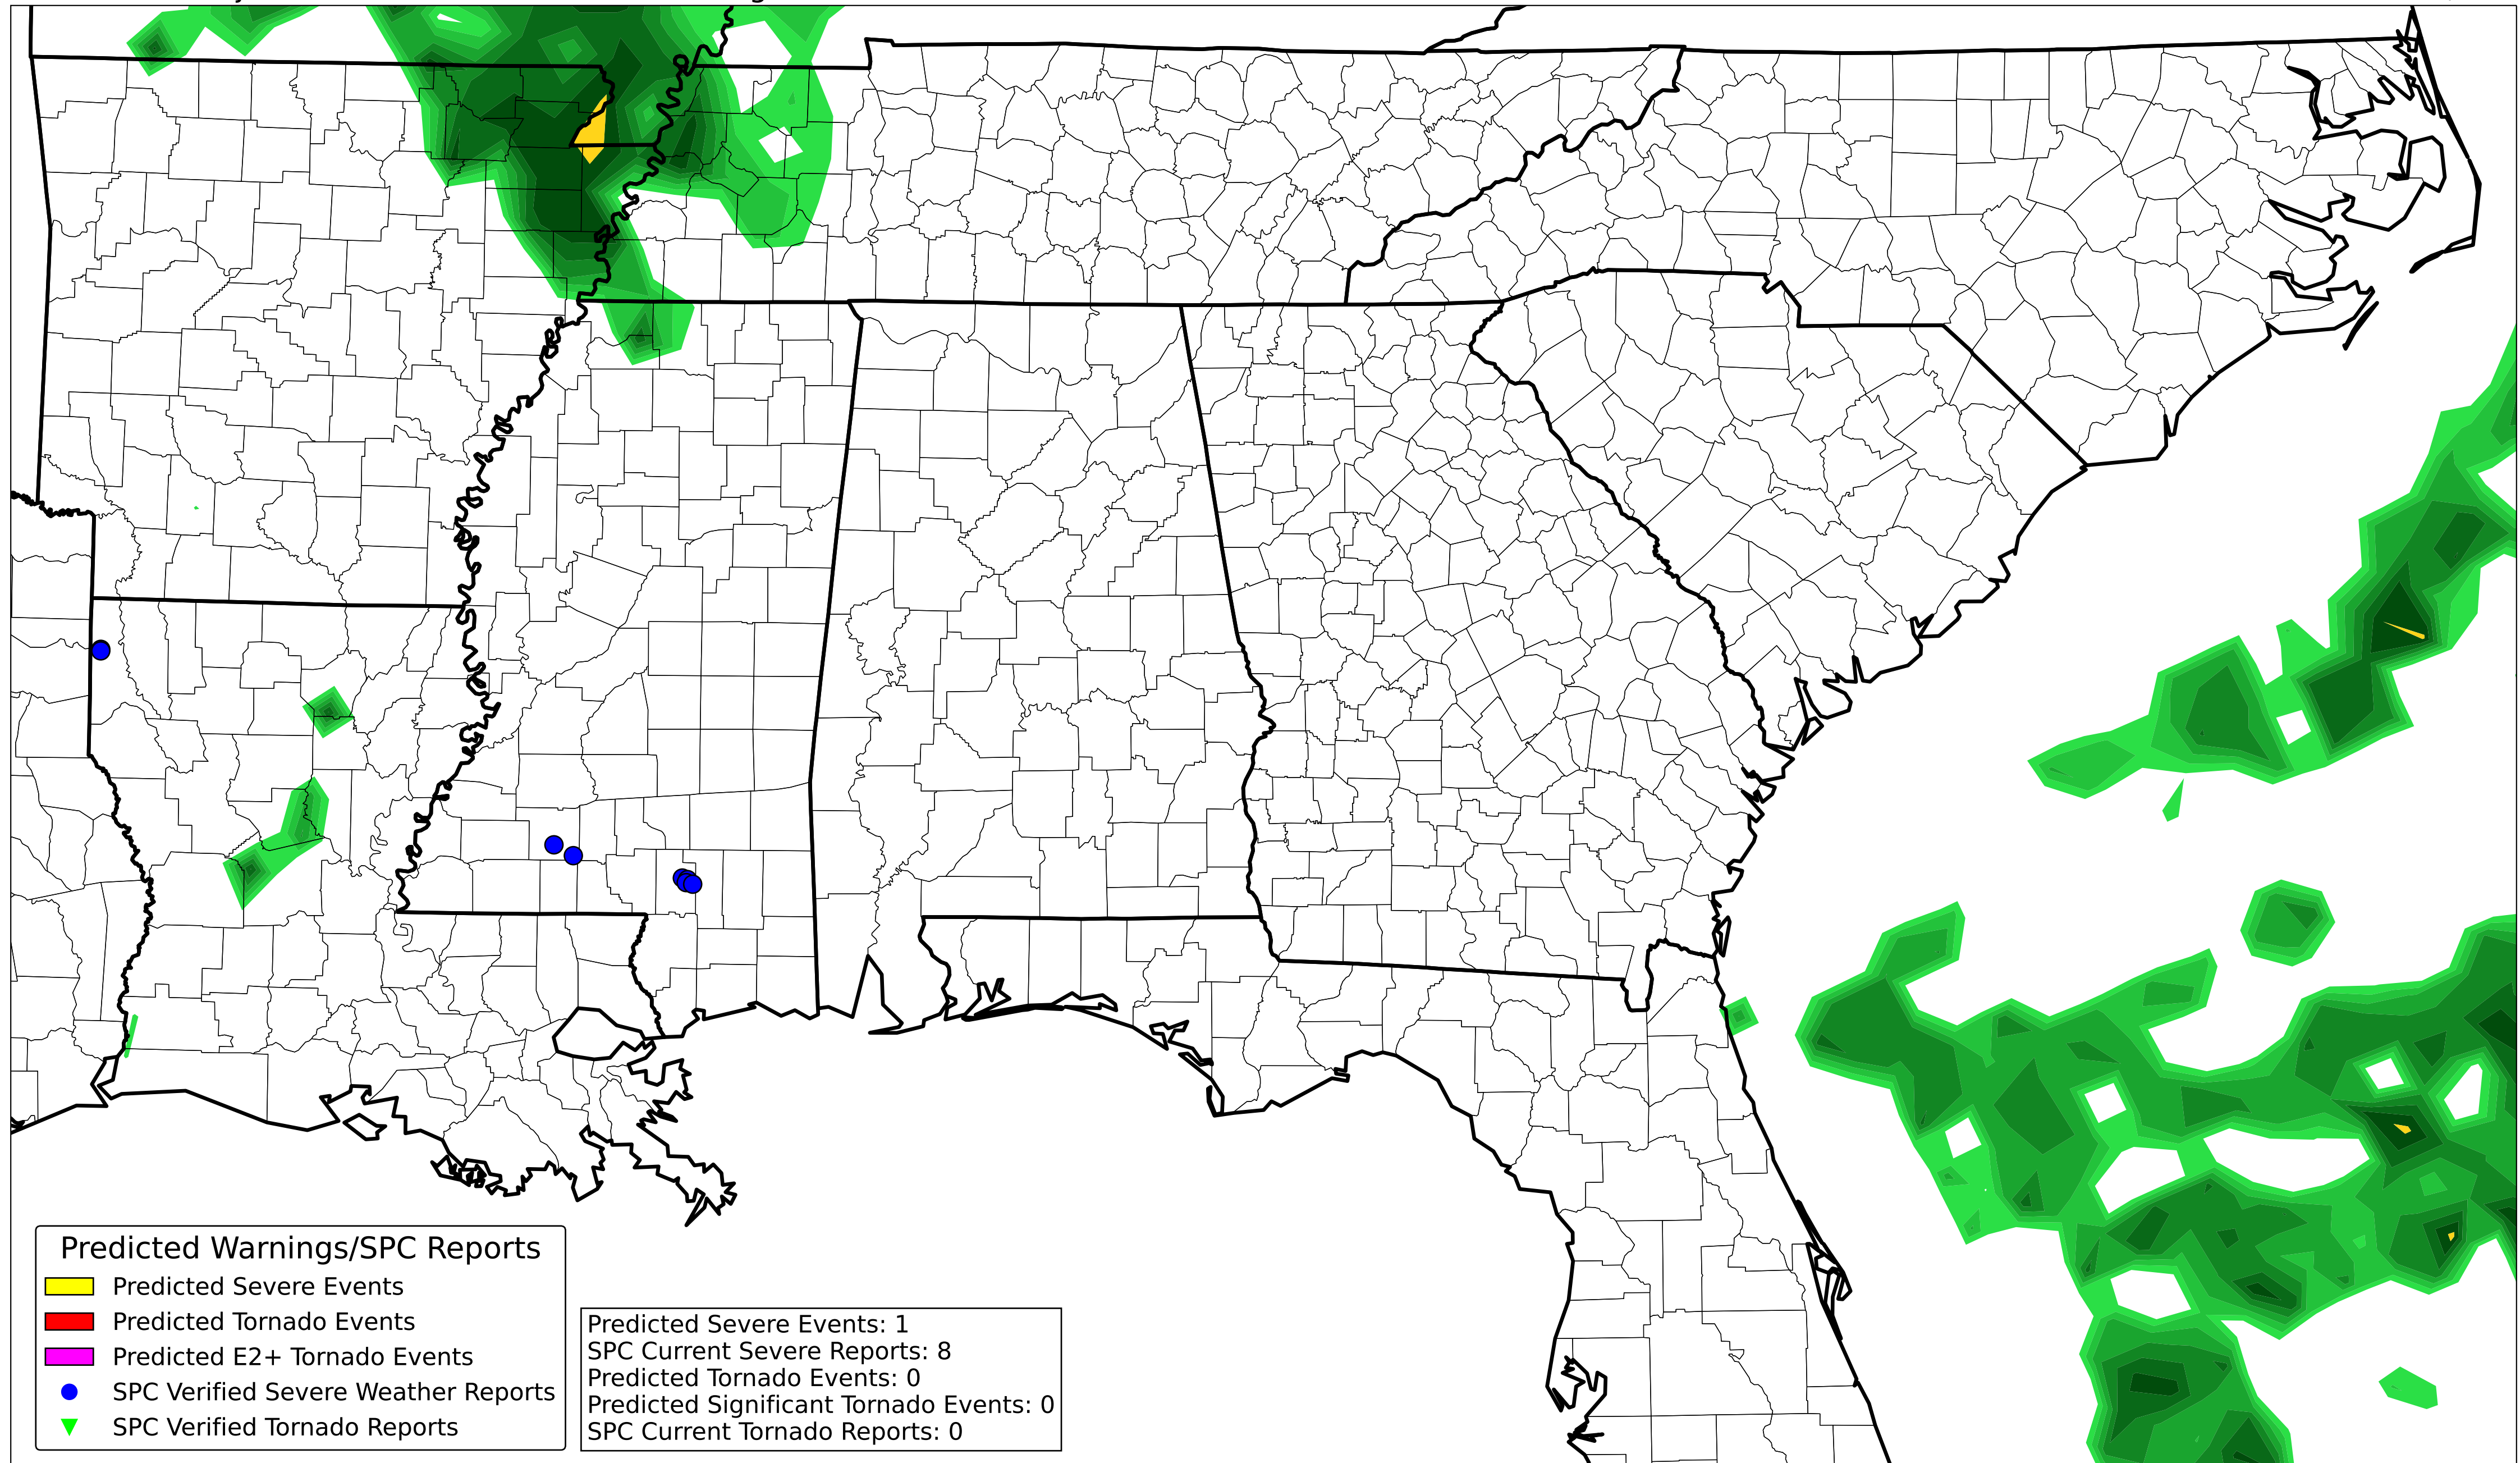 Predicted Warnings/SPC Reports
Predicted Severe Events
Predicted Tornado Events
Predicted E2+ Tornado Events
SPC Verified Severe Weather Reports
SPC Verified Tornado Reports
Predicted Severe Events: 1
SPC Current Severe Reports: 8
Predicted Tornado Events: 0
Predicted Significant Tornado Events: 0
SPC Current Tornado Reports: 0